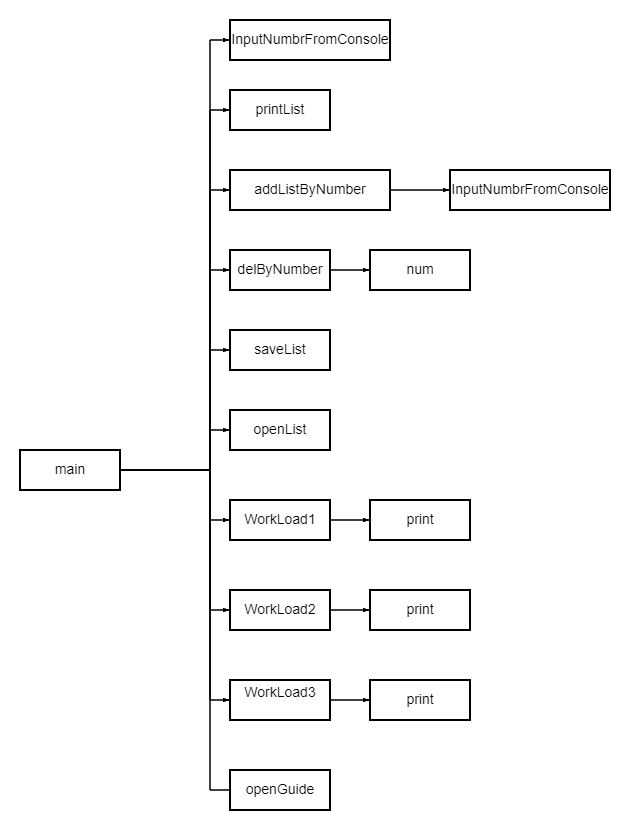 InputNumbrFromConsole
printList
addListByNumber
InputNumbrFromConsole
delByNumber
num
saveList
openList
main
WorkLoad1
print
WorkLoad2
print
WorkLoad3
print
openGuide